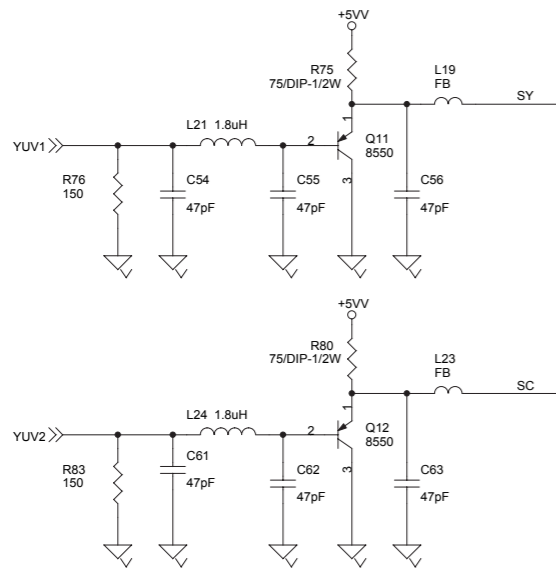 +5VV
R75
75/DIP-1/2W
L19
FB
SY
L21 1.8uH
1
2
Q11
8550
YUV1
R76
150
C54
47pF
C55
47pF
3
C56
47pF
+5VV
R80
75/DIP-1/2W
L23
FB
SC
L24 1.8uH
1
2
Q12
8550
YUV2
R83
150
C61
47pF
C62
47pF
3
C63
47pF